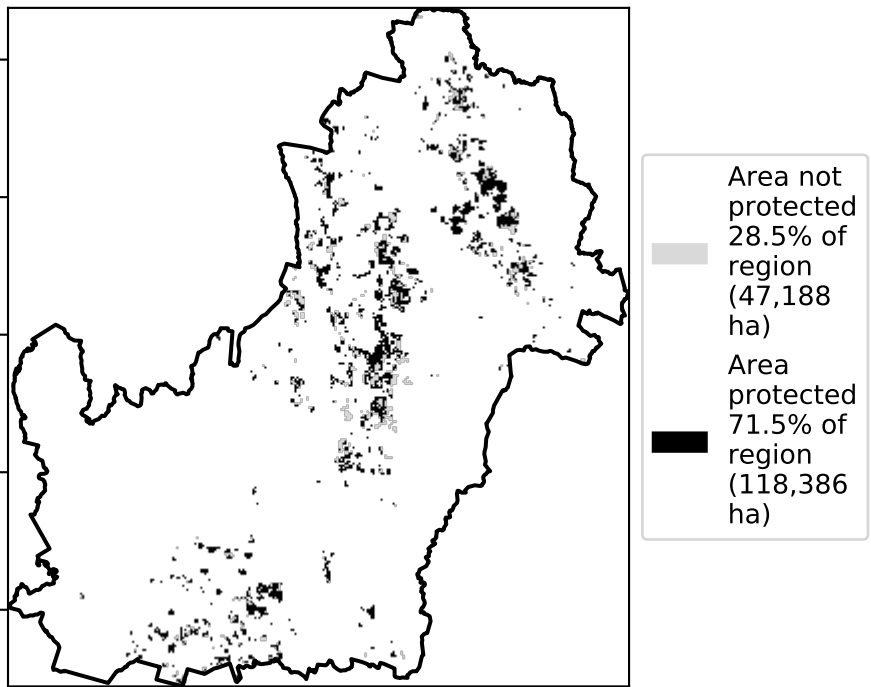 Area not
protected
28.5% of
region
(47,188
ha)
Area
protected
71.5% of
region
(118,386
ha)